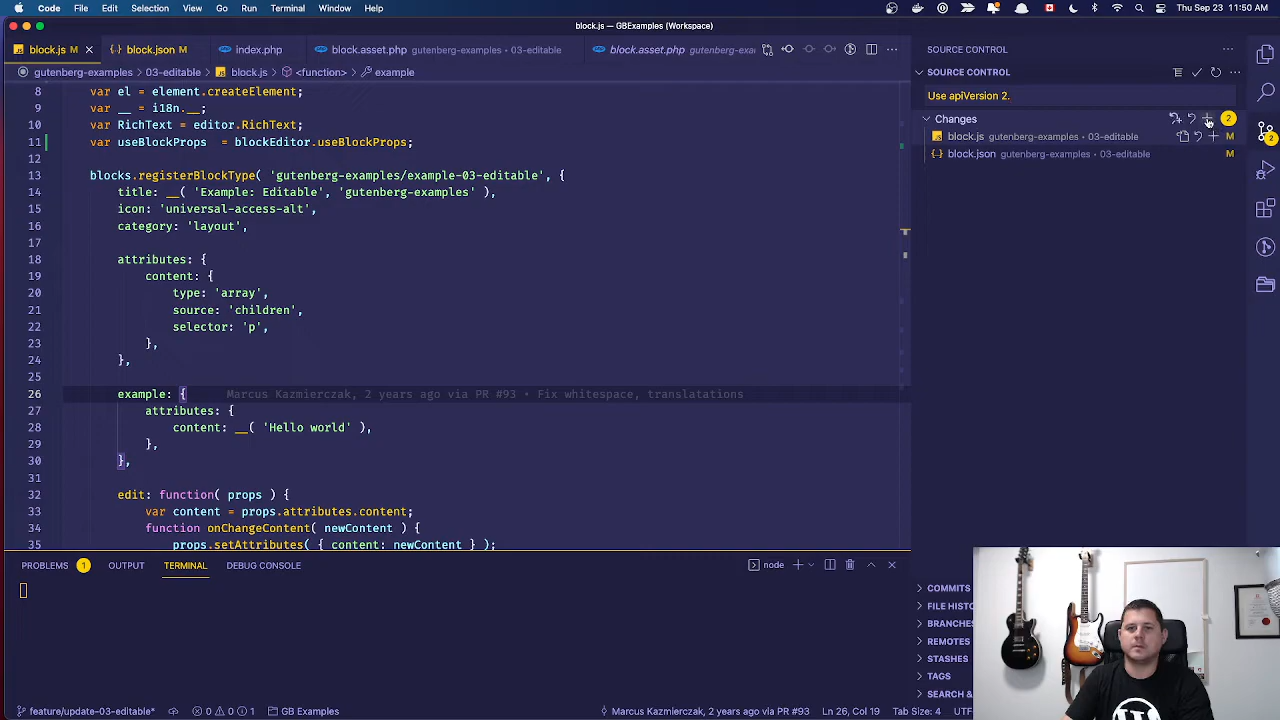 Code File Edit Selection View Go Run Terminal Window Help Thu Sep 23 11:50 AM
block.js — GBExamples (Workspace)
block.js M block.json M index.php block.asset.php gutenberg-examples • 03-editable block.asset.php gutenberg-exa
gutenberg-examples > 03-editable > block.js > <function> > example
8 var el = element.createElement;
9 var __ = i18n.__;
10 var RichText = editor.RichText;
11 var useBlockProps = blockEditor.useBlockProps;
12
13 blocks.registerBlockType( 'gutenberg-examples/example-03-editable', {
14 title: __( 'Example: Editable', 'gutenberg-examples' ),
15 icon: 'universal-access-alt',
16 category: 'layout',
17
18 attributes: {
19 content: {
20 type: 'array',
21 source: 'children',
22 selector: 'p',
23 },
24 },
25
26 example: { Marcus Kazmierczak, 2 years ago via PR #93 • Fix whitespace, translatations
27 attributes: {
28 content: __( 'Hello world' ),
29 },
30 },
31
32 edit: function( props ) {
33 var content = props.attributes.content;
34 function onChangeContent( newContent ) {
35 props.setAttributes( { content: newContent } );
PROBLEMS 1 OUTPUT TERMINAL DEBUG CONSOLE node
SOURCE CONTROL
SOURCE CONTROL
Use apiVersion 2.
Changes 2
block.js gutenberg-examples • 03-editable M
block.json gutenberg-examples • 03-editable M
2
COMMITS
FILE HISTO
BRANCHES
REMOTES
STASHES
TAGS
SEARCH &
feature/update-03-editable* 0 0 1 GB Examples Marcus Kazmierczak, 2 years ago via PR #93 Ln 26, Col 19 Tab Size: 4 UTF